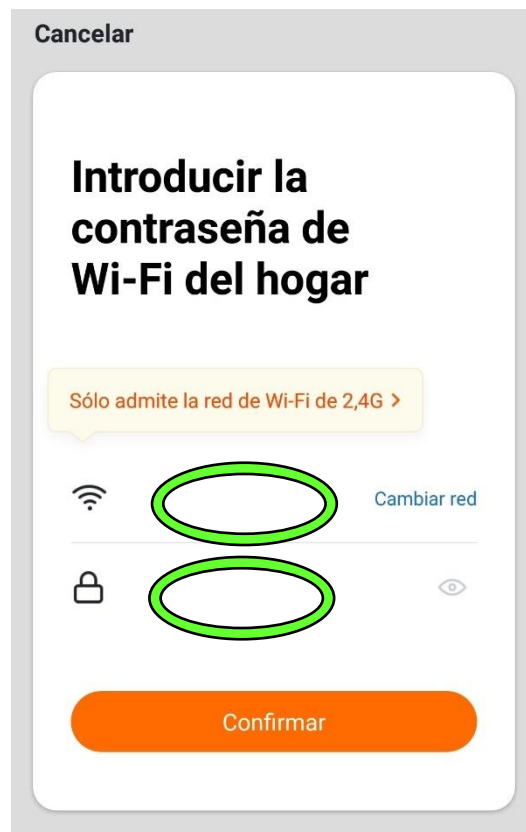 Cancelar
Introducir la
contraseña de
Wi-Fi del hogar
Sólo admite la red de Wi-Fi de 2,4G >
Cambiar red
Confirmar